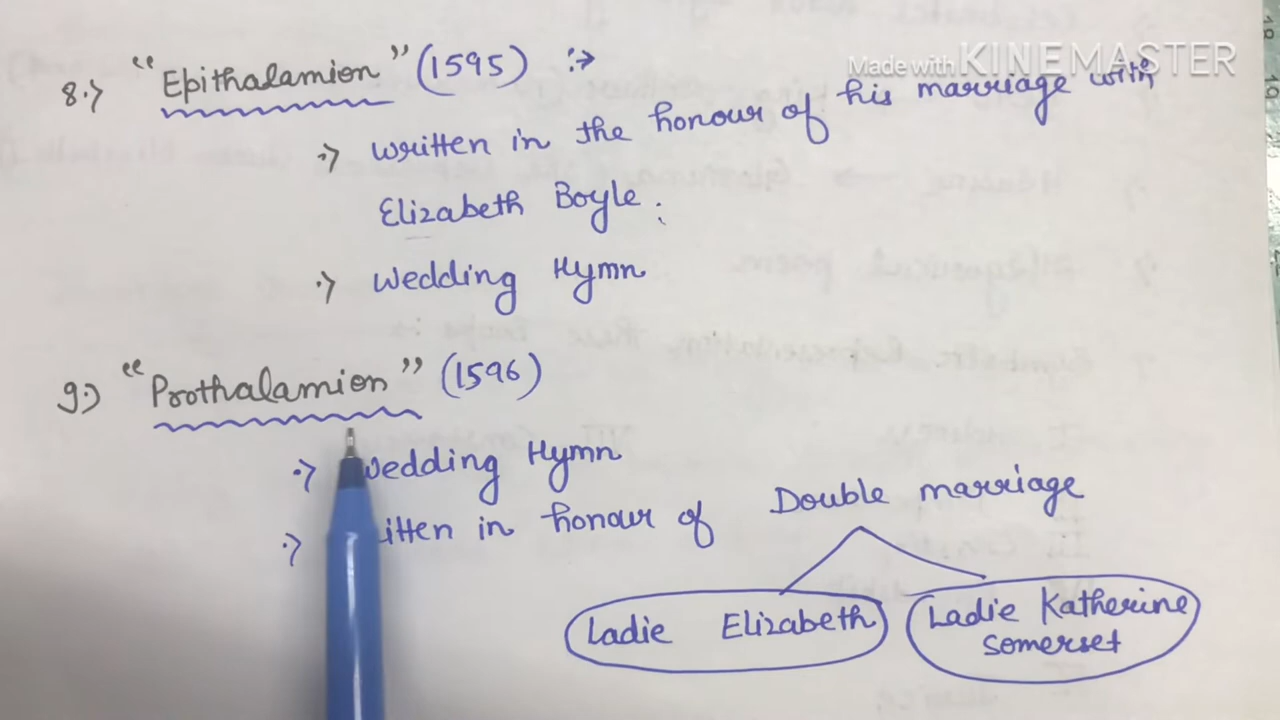 Made with KINEMASTER
8.) "Epithalamion" (1595) :->
.) written in the honour of his marriage with
Elizabeth Boyle.
.) Wedding Hymn
9.) "Prothalamion" (1596)
.) Wedding Hymn
.) itten in honour of Double marriage
Ladie Elizabeth
Ladie Katherine
Somerset